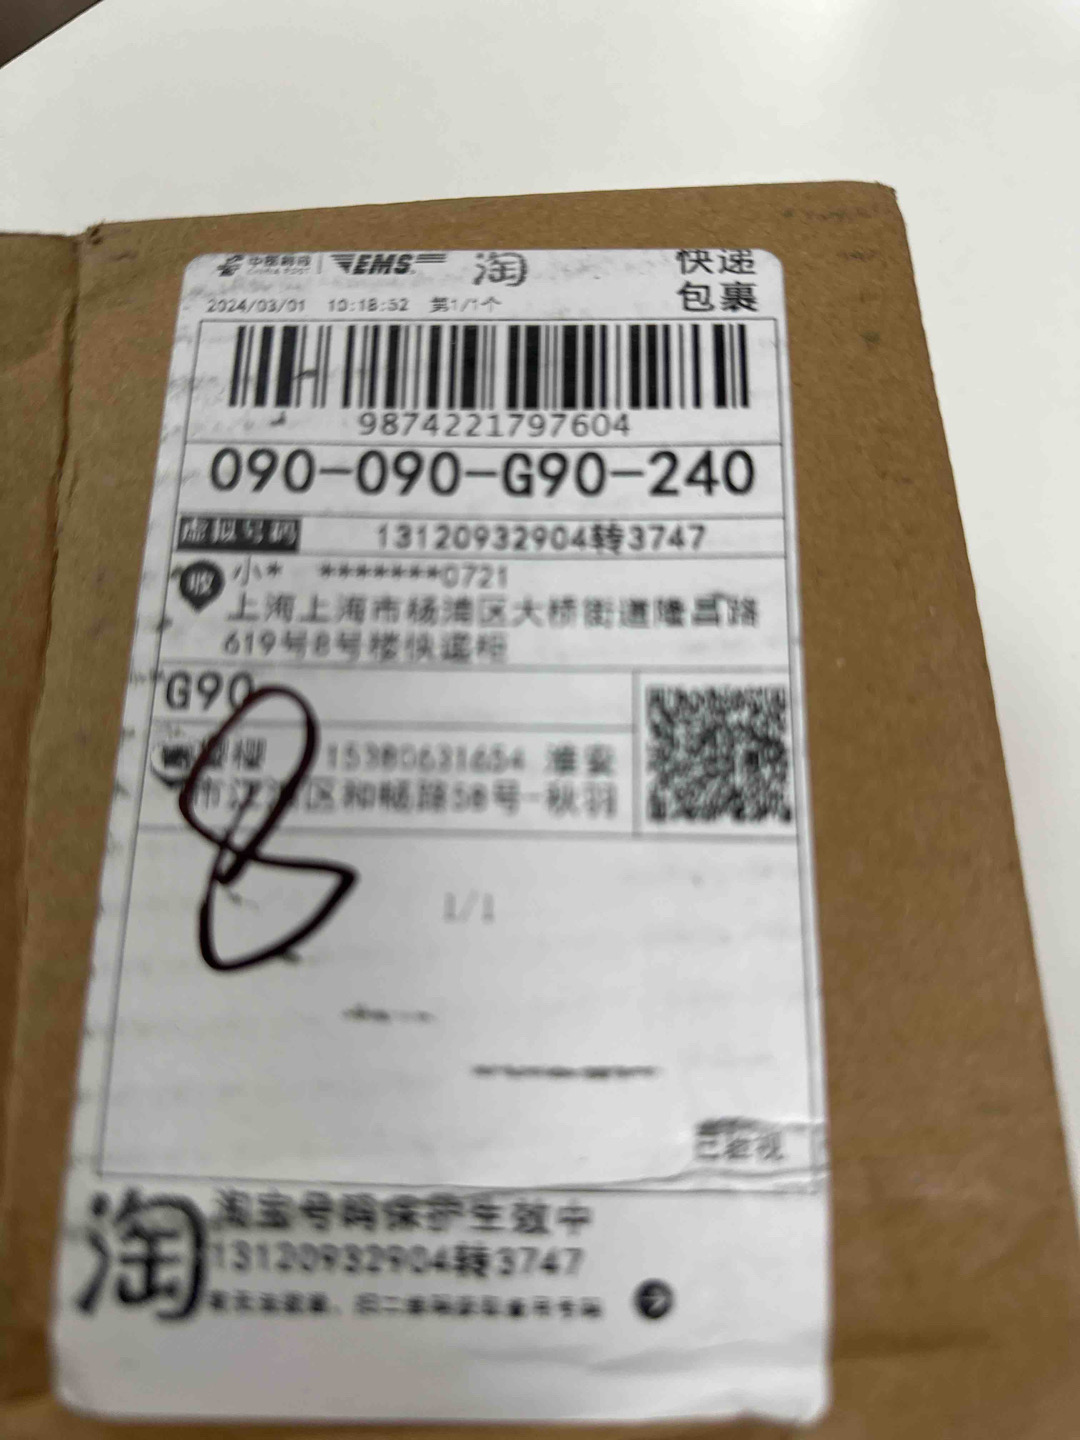 中国邮政 CHINA POST EMS 淘 快递
包裹
2024/03/01 10:18:52 第1/1个
9874221797604
090-090-G90-240
虚拟号码 13120932904转3747
收 小* *******0721
上海上海市杨浦区大桥街道隆昌路
619号8号楼快递柜
G90
8
樱 15380631654 淮安
市江 区和畅路58号-秋羽
1/1
已验视
淘 淘宝号码保护生效中
13120932904转3747